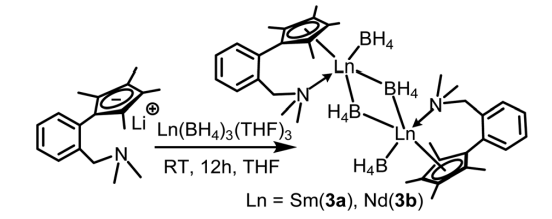 BH4
Ln
N
BH4
Li
⊕
Ln(BH4)3(THF)3
H4B
N
Ln
N
RT, 12h, THF
H4B
Ln = Sm(3a), Nd(3b)